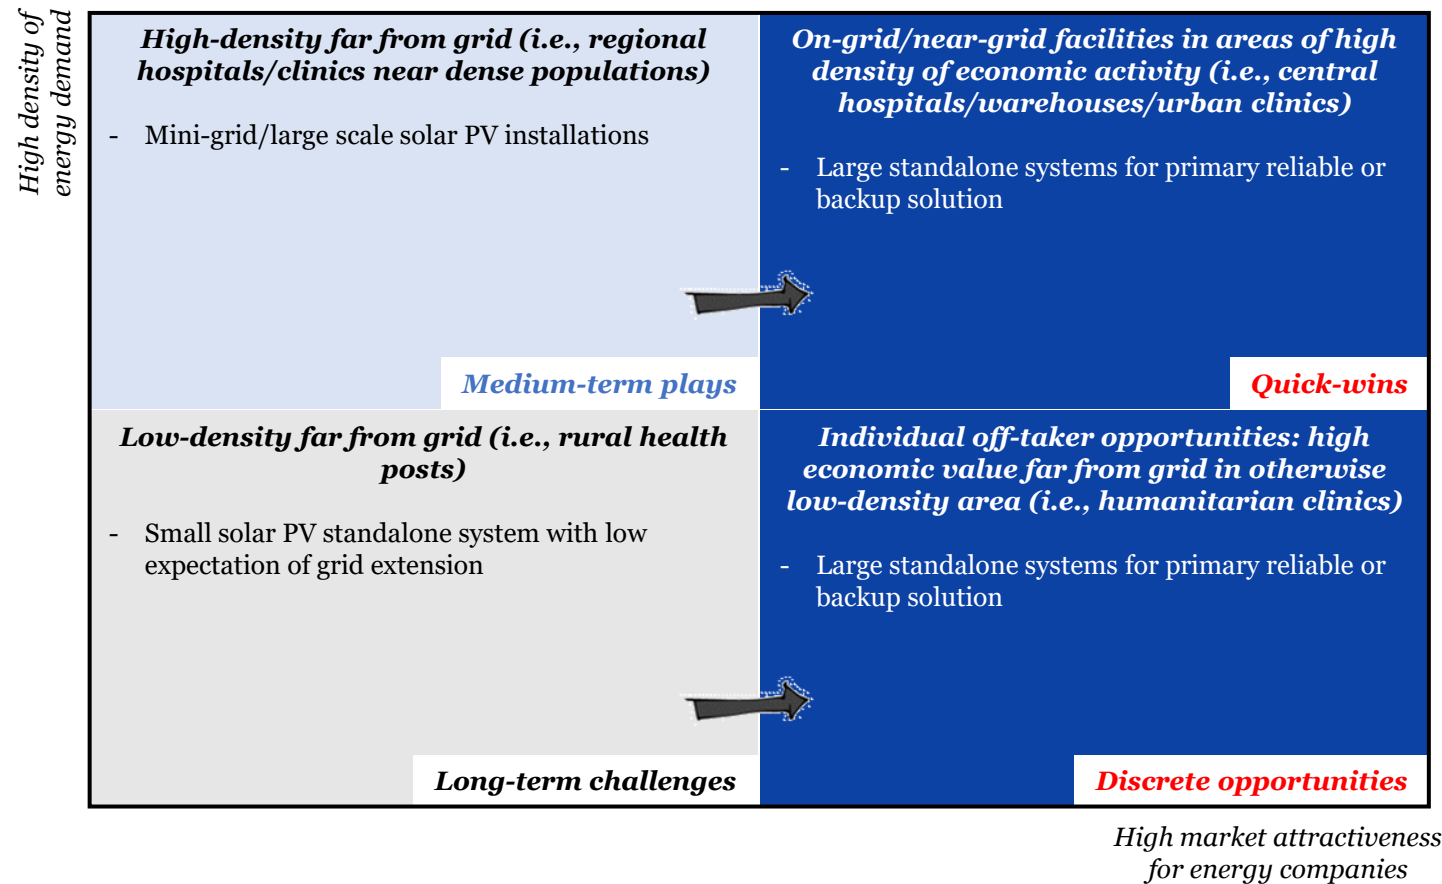 High density of
energy demand
High-density far from grid (i.e., regional
hospitals/clinics near dense populations)
- Mini-grid/large scale solar PV installations
Medium-term plays
On-grid/near-grid facilities in areas of high
density of economic activity (i.e., central
hospitals/warehouses/urban clinics)
- Large standalone systems for primary reliable or
backup solution
Quick-wins
Low-density far from grid (i.e., rural health
posts)
- Small solar PV standalone system with low
expectation of grid extension
Long-term challenges
Individual off-taker opportunities: high
economic value far from grid in otherwise
low-density area (i.e., humanitarian clinics)
- Large standalone systems for primary reliable or
backup solution
Discrete opportunities
High market attractiveness
for energy companies